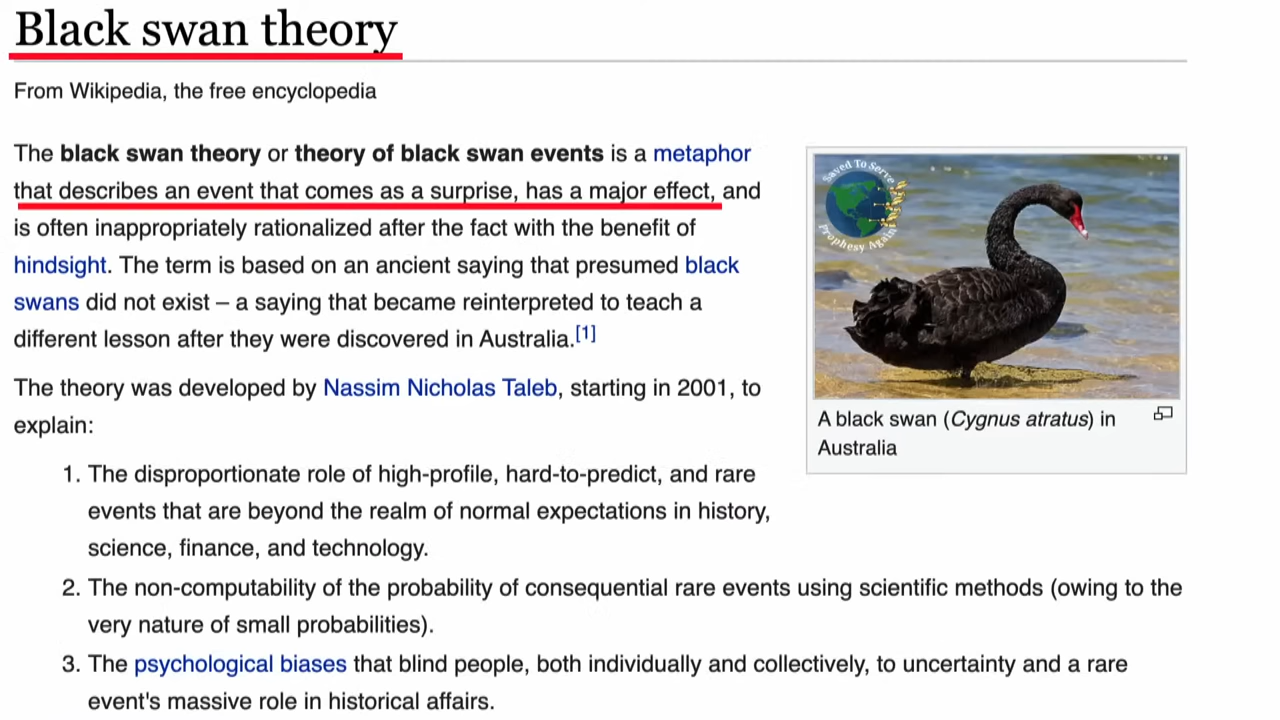 Black swan theory
From Wikipedia, the free encyclopedia
The black swan theory or theory of black swan events is a metaphor
that describes an event that comes as a surprise, has a major effect, and
is often inappropriately rationalized after the fact with the benefit of
hindsight. The term is based on an ancient saying that presumed black
swans did not exist – a saying that became reinterpreted to teach a
different lesson after they were discovered in Australia.[1]
Saved To Serve
Prophesy Again
A black swan (Cygnus atratus) in
Australia
The theory was developed by Nassim Nicholas Taleb, starting in 2001, to
explain:
1. The disproportionate role of high-profile, hard-to-predict, and rare
events that are beyond the realm of normal expectations in history,
science, finance, and technology.
2. The non-computability of the probability of consequential rare events using scientific methods (owing to the
very nature of small probabilities).
3. The psychological biases that blind people, both individually and collectively, to uncertainty and a rare
event's massive role in historical affairs.